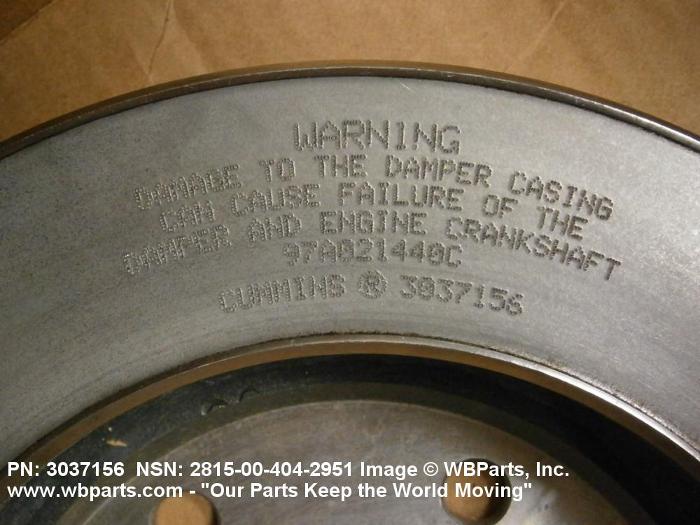 WARNING
DAMAGE TO THE DAMPER CASING
CAN CAUSE FAILURE OF THE
DAMPER AND ENGINE CRANKSHAFT
97A021440C
CUMMINS ® 3037156
PN: 3037156 NSN: 2815-00-404-2951 Image © WBParts, Inc.
www.wbparts.com - "Our Parts Keep the World Moving"